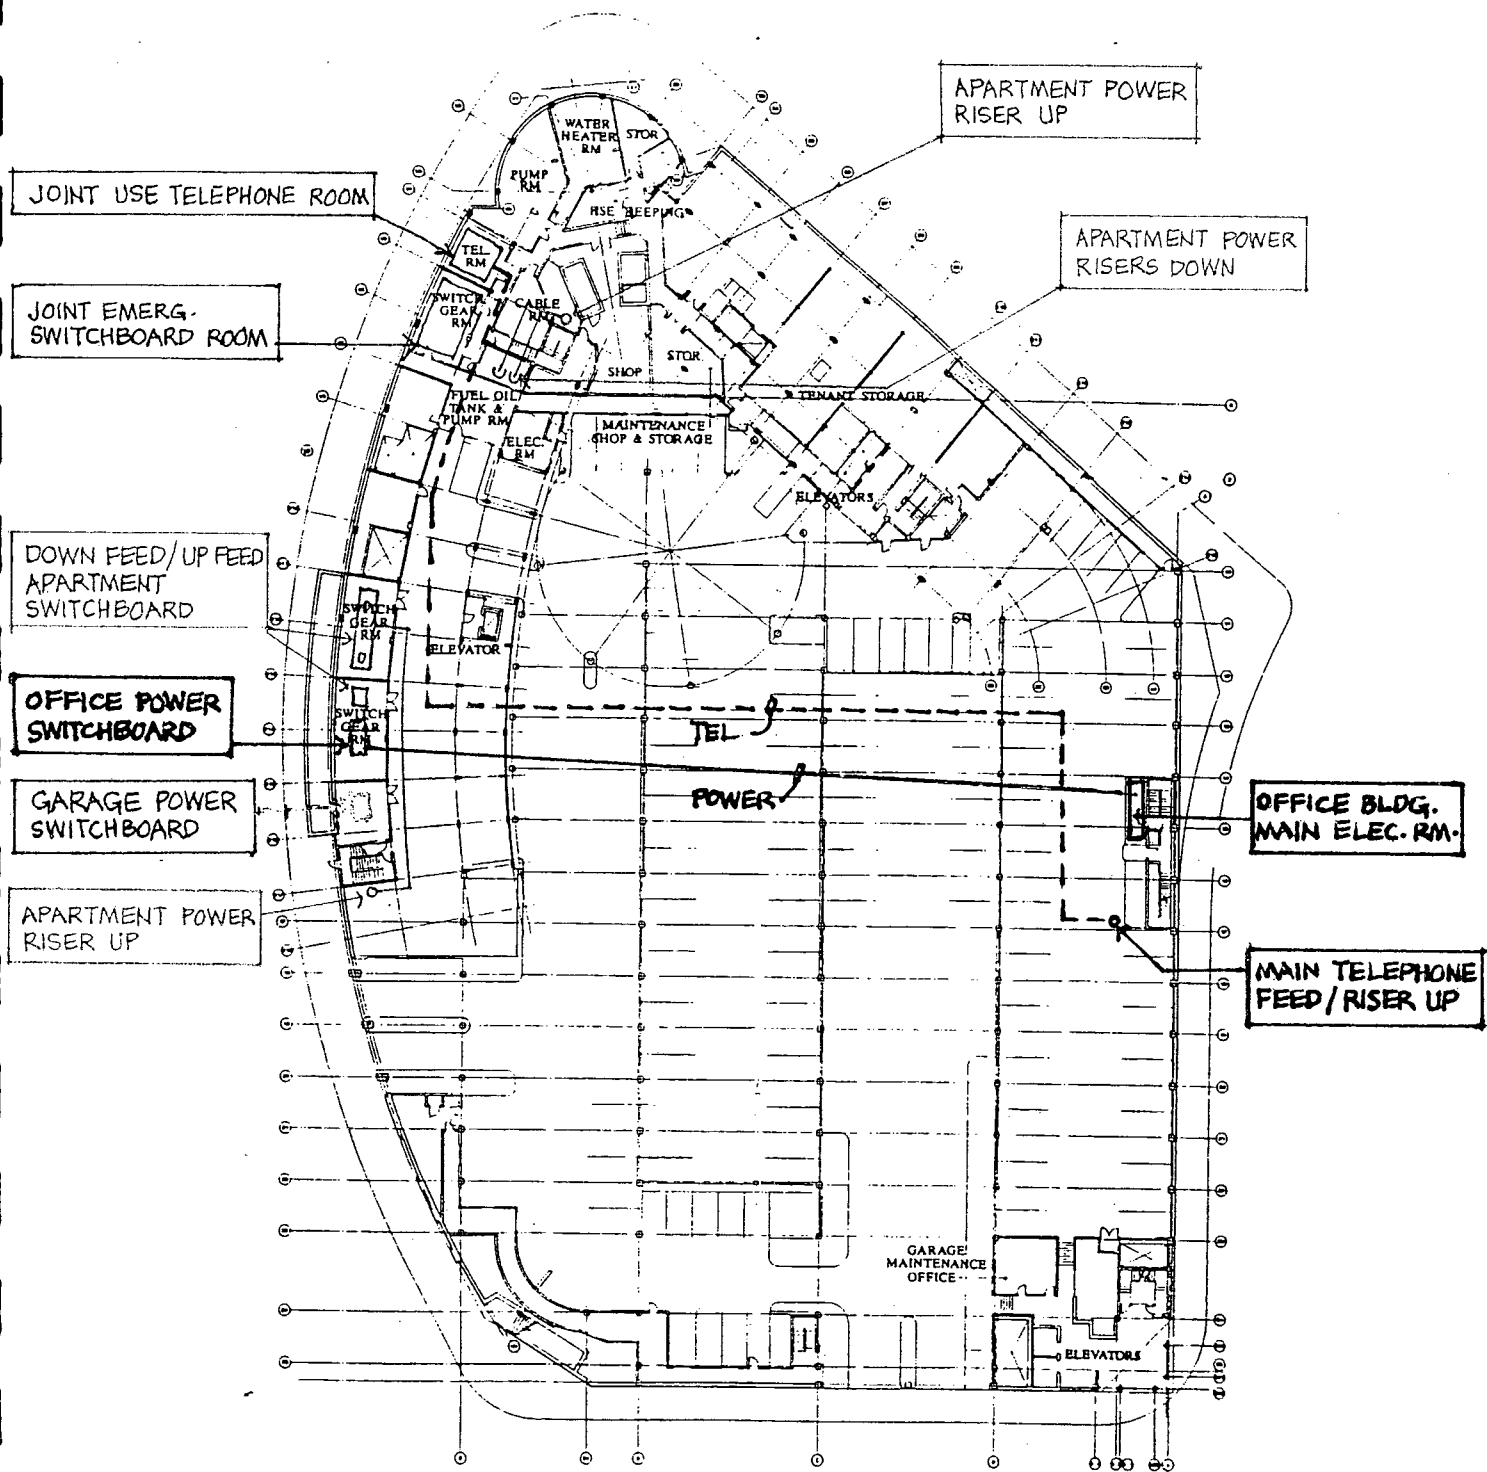 APARTMENT POWER
RISER UP
WATER
HEATER
RM
STOR
PUMP
RM
JOINT USE TELEPHONE ROOM
HSE KEEPING
TEL
RM
APARTMENT POWER
RISERS DOWN
JOINT EMERG.
SWITCHBOARD ROOM
SWITCH
GEAR
RM
CABLE
RM
STOR
SHOP
FUEL OIL
TANK &
PUMP RM
TENANT STORAGE
MAINTENANCE
SHOP & STORAGE
ELEC.
RM
ELEVATORS
DOWN FEED/UP FEED
APARTMENT
SWITCHBOARD
SWITCH
GEAR
RM
ELEVATOR
OFFICE POWER
SWITCHBOARD
SWITCH
GEAR
RM
TEL
POWER
GARAGE POWER
SWITCHBOARD
OFFICE BLDG.
MAIN ELEC. RM.
APARTMENT POWER
RISER UP
MAIN TELEPHONE
FEED/RISER UP
GARAGE
MAINTENANCE
OFFICE
ELEVATORS